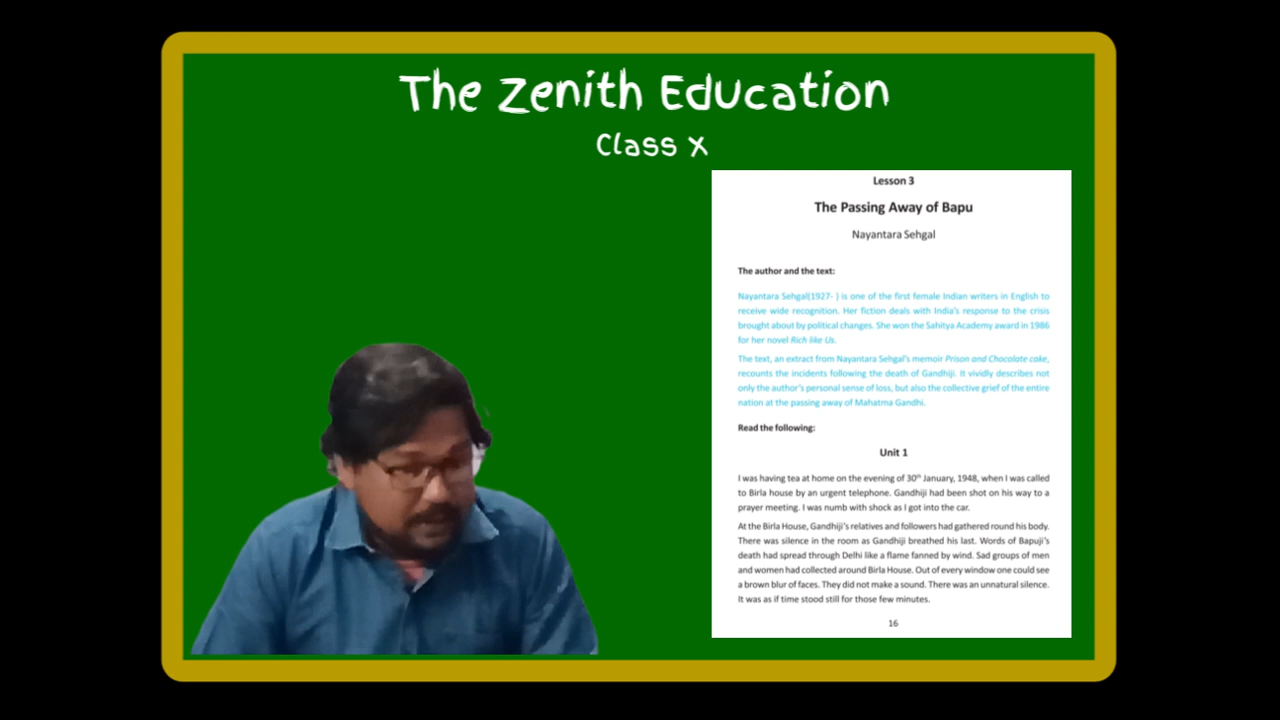 The Zenith Education
Class X
Lesson 3
The Passing Away of Bapu
Nayantara Sehgal
The author and the text:
Nayantara Sehgal(1927- ) is one of the first female Indian writers in English to
receive wide recognition. Her fiction deals with India's response to the crisis
brought about by political changes. She won the Sahitya Academy award in 1986
for her novel Rich like Us.
The text, an extract from Nayantara Sehgal's memoir Prison and Chocolate cake,
recounts the incidents following the death of Gandhiji. It vividly describes not
only the author's personal sense of loss, but also the collective grief of the entire
nation at the passing away of Mahatma Gandhi.
Read the following:
Unit 1
I was having tea at home on the evening of 30th January, 1948, when I was called
to Birla house by an urgent telephone. Gandhiji had been shot on his way to a
prayer meeting. I was numb with shock as I got into the car.
At the Birla House, Gandhiji's relatives and followers had gathered round his body.
There was silence in the room as Gandhiji breathed his last. Words of Bapuji's
death had spread through Delhi like a flame fanned by wind. Sad groups of men
and women had collected around Birla House. Out of every window one could see
a brown blur of faces. They did not make a sound. There was an unnatural silence.
It was as if time stood still for those few minutes.
16